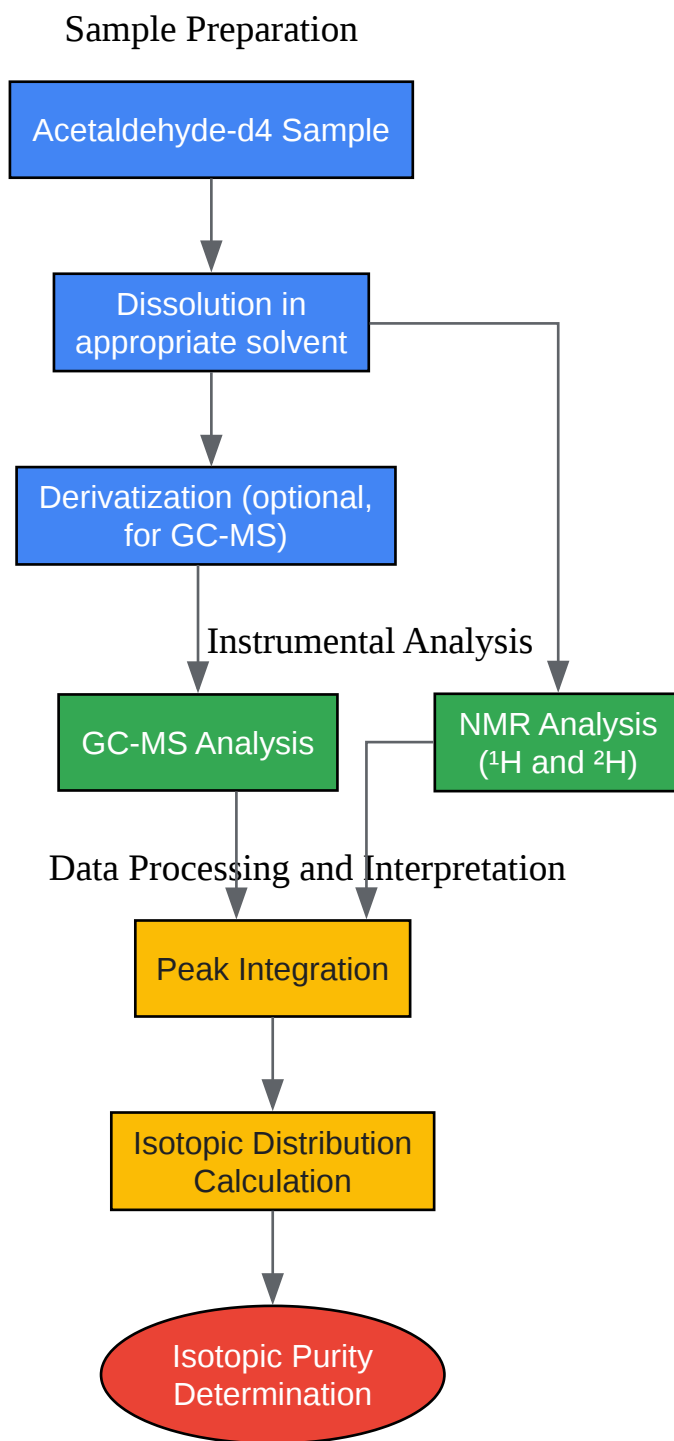 Sample Preparation
Acetaldehyde-d4 Sample
Dissolution in
appropriate solvent
Derivatization (optional,
for GC-MS)
Instrumental Analysis
GC-MS Analysis
NMR Analysis
(¹H and ²H)
Data Processing and Interpretation
Peak Integration
Isotopic Distribution
Calculation
Isotopic Purity
Determination